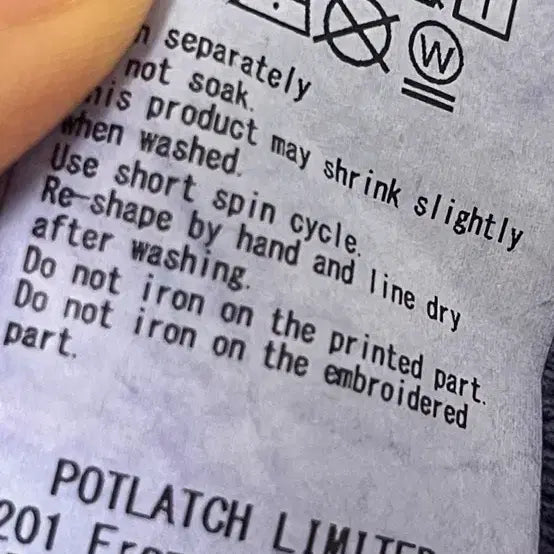 W
separately
not soak.
product may shrink slightly
when washed.
Use short spin cycle.
Re-shape by hand and line dry
after washing.
Do not iron on the printed part.
Do not iron on the embroidered
part.
POTLATCH LIMITED
201